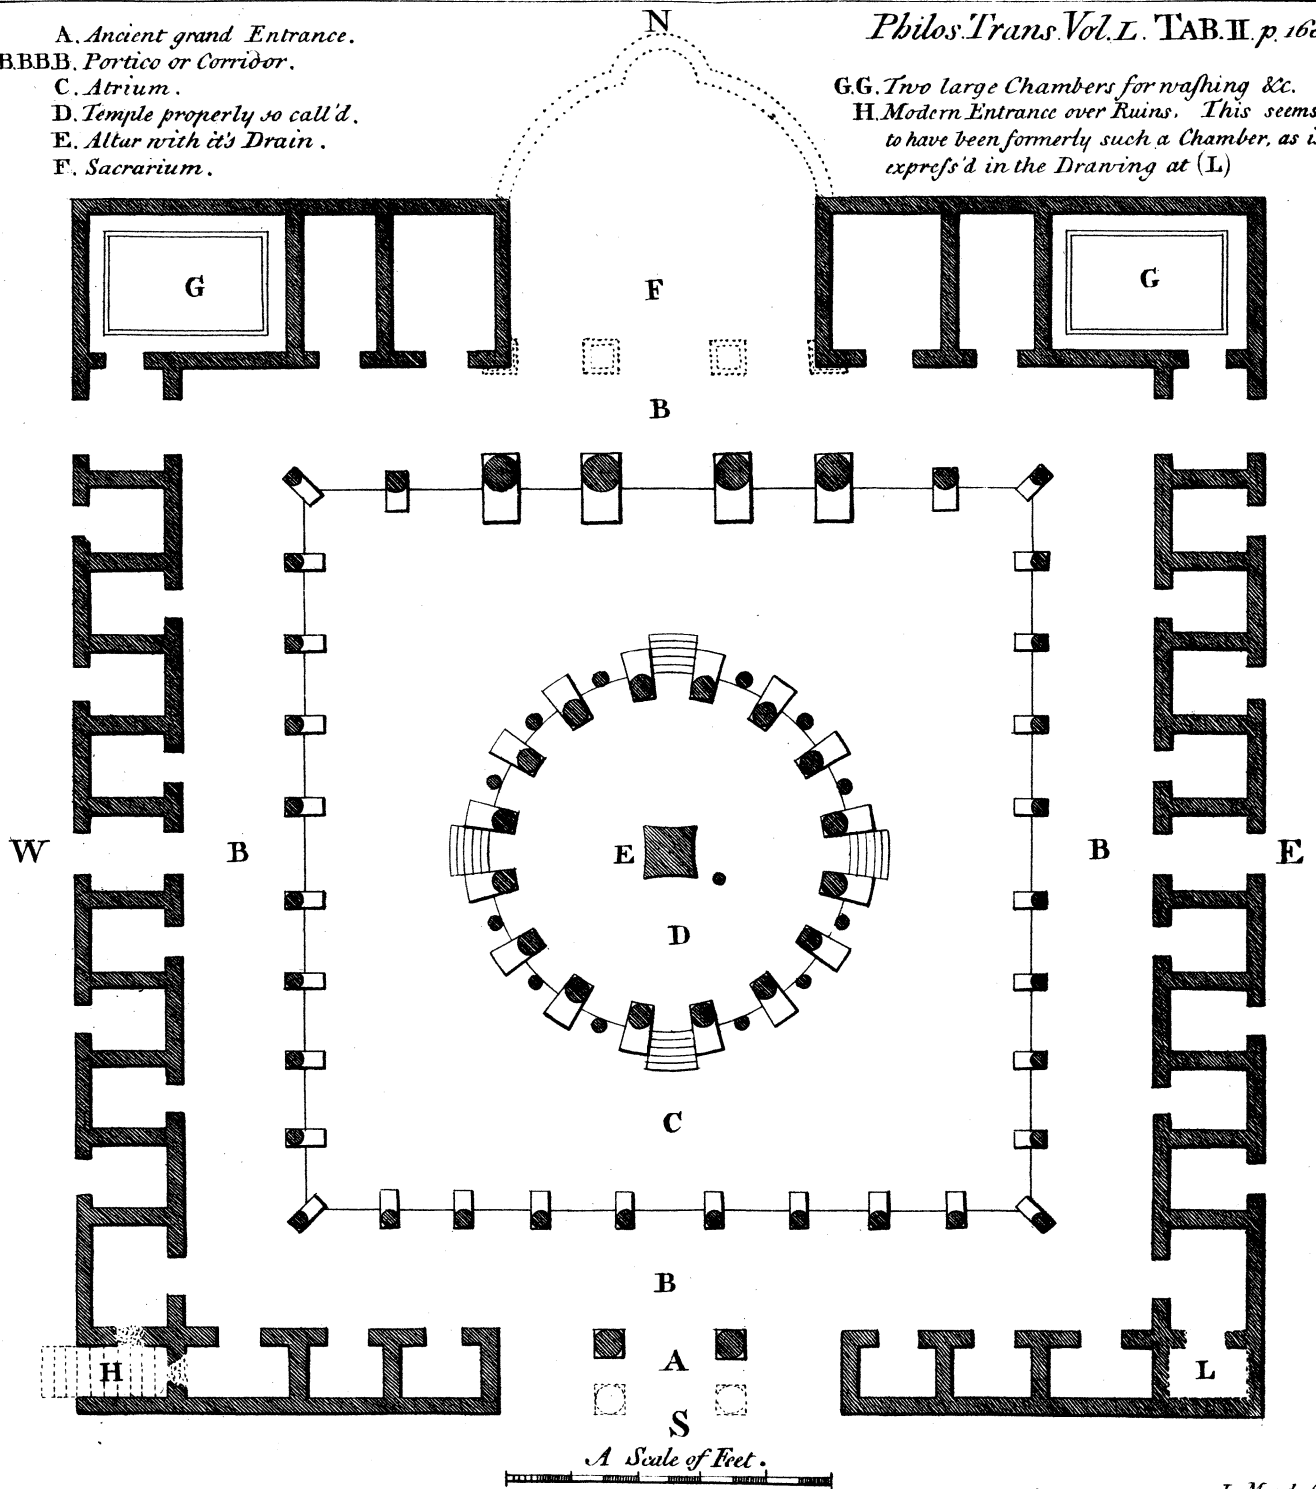 A. Ancient grand Entrance.
B.B.B.B. Portico or Corridor.
C. Atrium.
D. Temple properly so call'd.
E. Altar with it's Drain.
F. Sacrarium.
N
Philos. Trans. Vol. L. TAB. II. p.
G.G. Two large Chambers for waſhing &c.
H. Modern Entrance over Ruins. This seems
to have been formerly such a Chamber, as is
expreſs'd in the Drawing at (L)
G
F
G
B
W
B
E
D
B
E
C
B
H
A
L
S
A Scale of Feet.